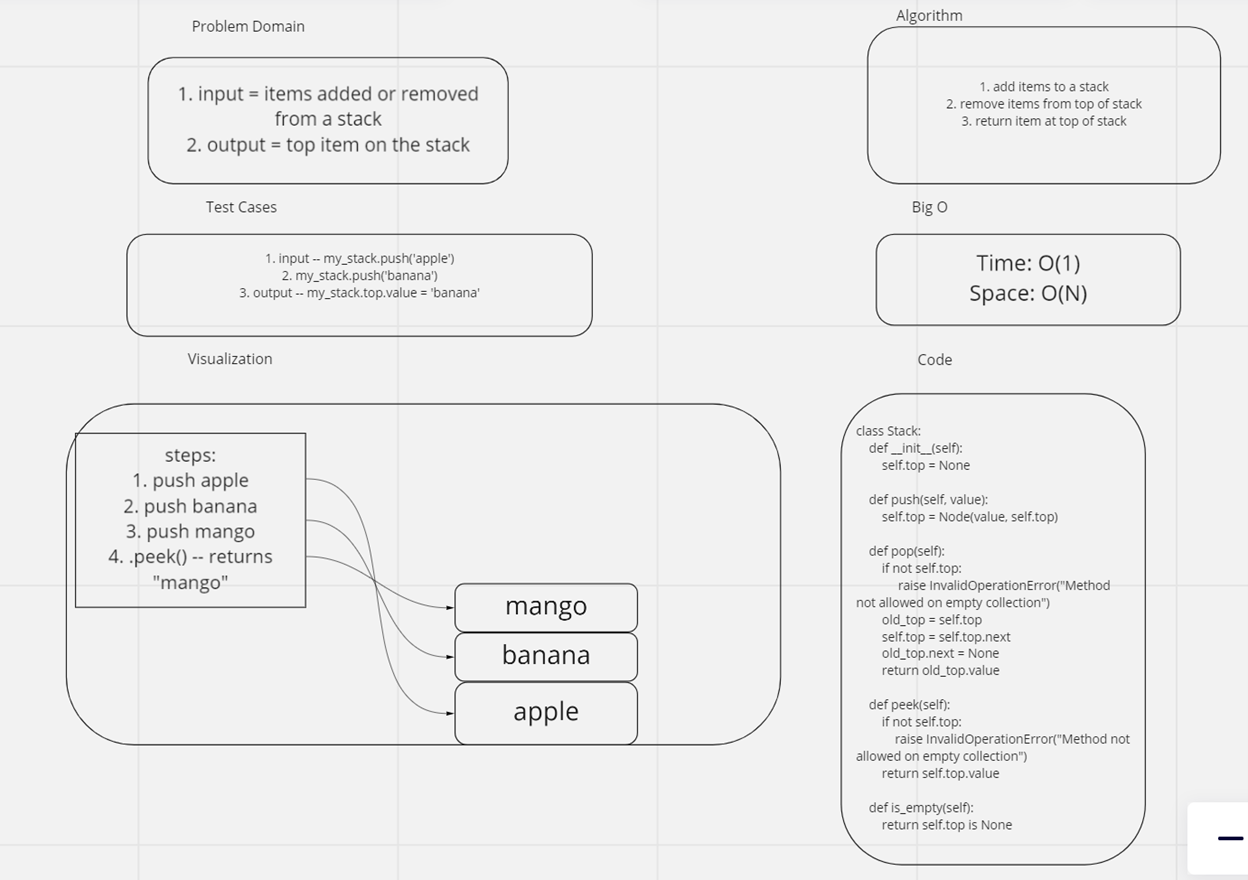 Problem Domain
1. input = items added or removed
from a stack
2. output = top item on the stack
Test Cases
1. input -- my_stack.push('apple')
2. my_stack.push('banana')
3. output -- my_stack.top.value = 'banana'
Visualization
steps:
1. push apple
2. push banana
3. push mango
4. .peek() -- returns
"mango"
mango
banana
apple
Algorithm
1. add items to a stack
2. remove items from top of stack
3. return item at top of stack
Big O
Time: O(1)
Space: O(N)
Code
class Stack:
    def __init__(self):
        self.top = None
    def push(self, value):
        self.top = Node(value, self.top)
    def pop(self):
        if not self.top:
            raise InvalidOperationError("Method
not allowed on empty collection")
        old_top = self.top
        self.top = self.top.next
        old_top.next = None
        return old_top.value
    def peek(self):
        if not self.top:
            raise InvalidOperationError("Method not
allowed on empty collection")
        return self.top.value
    def is_empty(self):
        return self.top is None